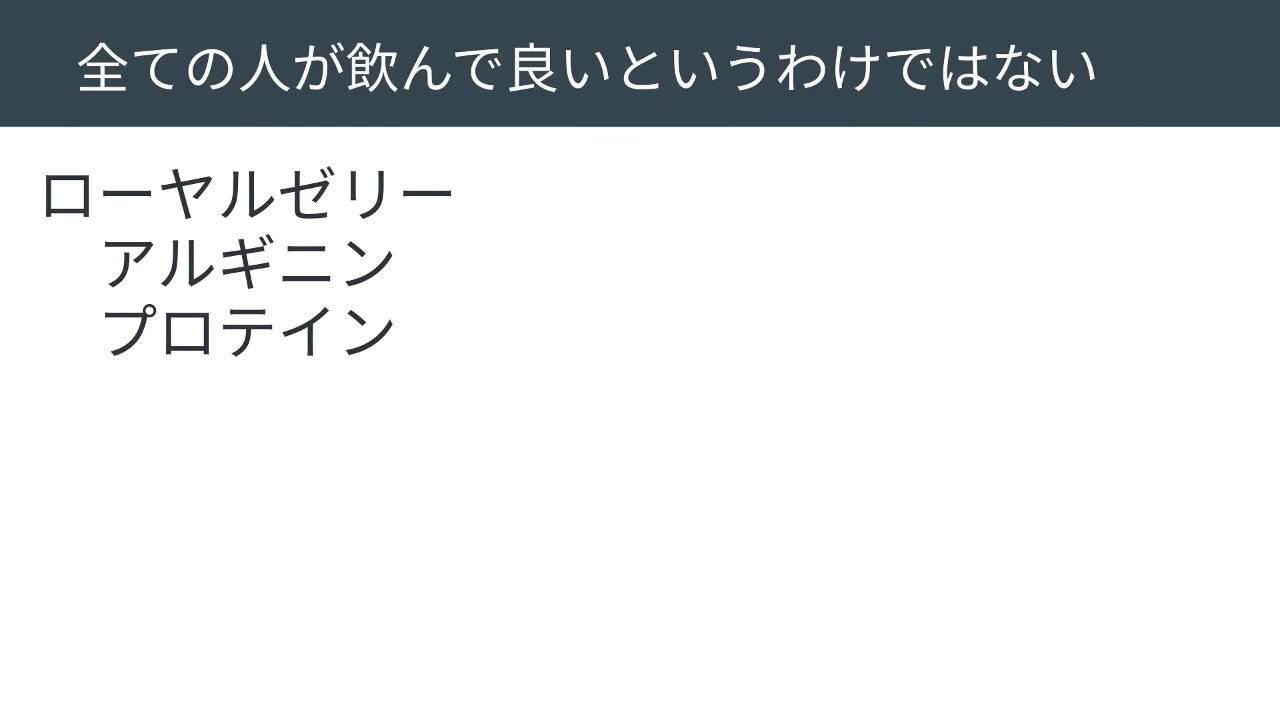 全ての人が飲んで良いというわけではない
ローヤルゼリー
アルギニン
プロテイン